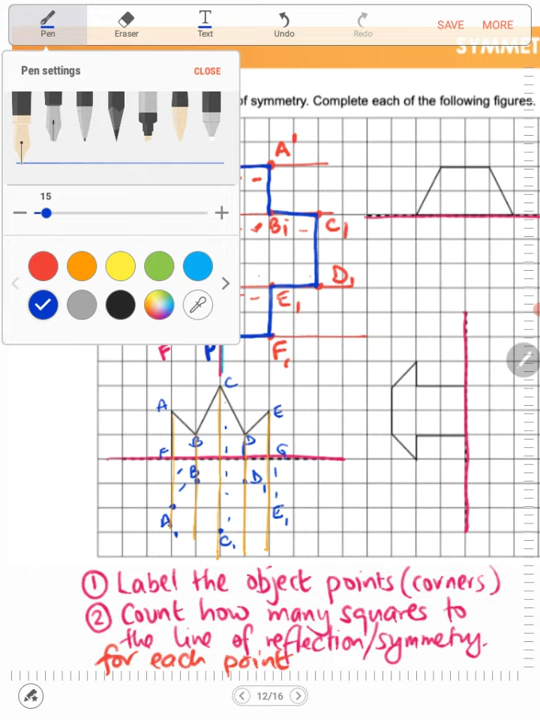 Pen
Eraser
Text
Undo
Redo
SAVE
MORE
SYMMET
Pen settings
CLOSE
of symmetry. Complete each of the following figures.
15
A'
B₁ C₁
D₁
E₁
F P F₁
C
A E
B D
F G
B D₁
A₁ E₁
C₁
① Label the object points (corners)
② Count how many squares to
the line of reflection/symmetry.
for each point
12/16